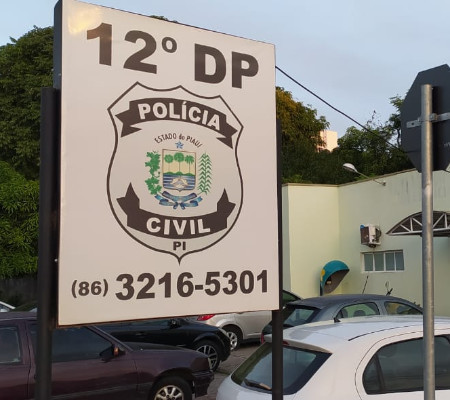 12º DP
POLÍCIA
ESTADO do PIAUÍ
CIVIL
PI
(86) 3216-5301